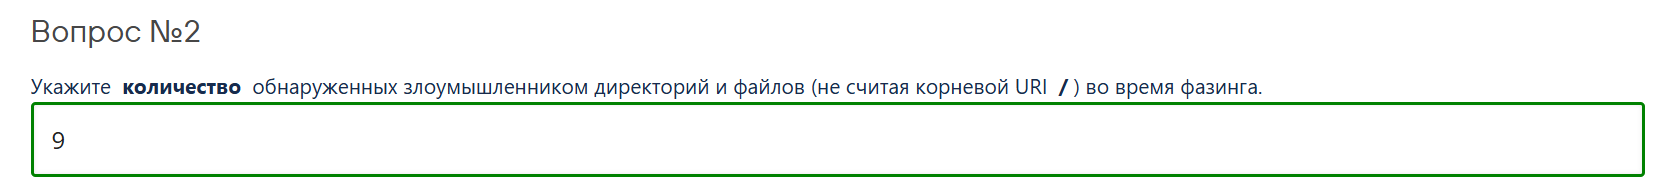 Вопрос №2
Укажите количество обнаруженных злоумышленником директорий и файлов (не считая корневой URI / ) во время фазинга.
9